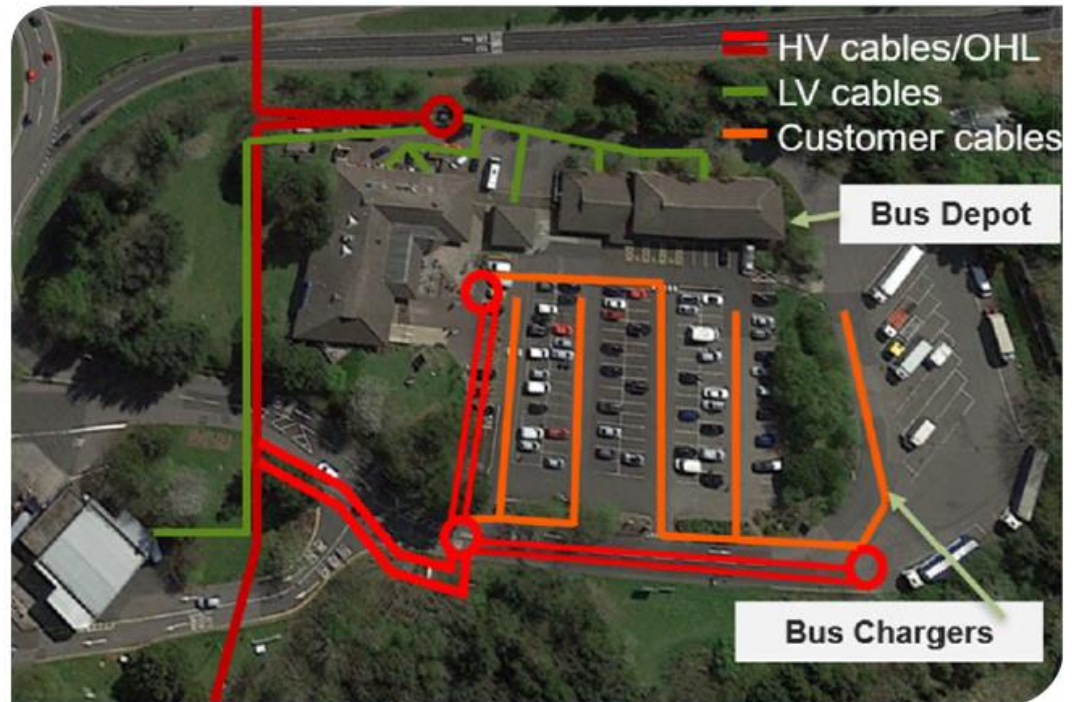 HV cables/OHL
LV cables
Customer cables
Bus Depot
Bus Chargers